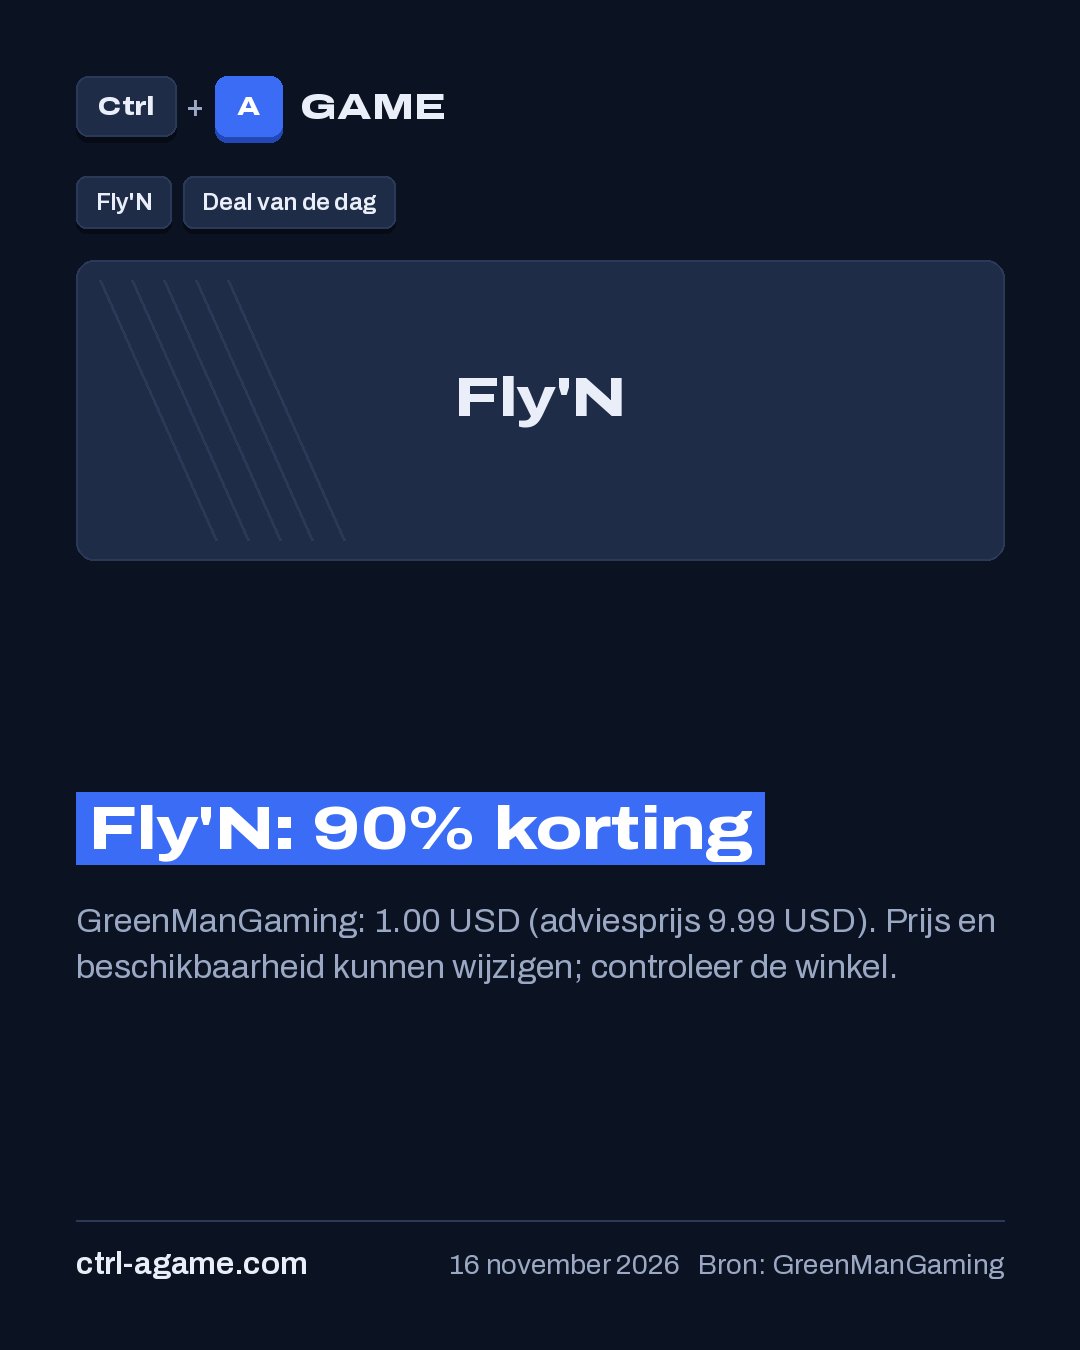 Ctrl + A GAME
Fly'N Deal van de dag
Fly'N
Fly'N: 90% korting
GreenManGaming: 1.00 USD (adviesprijs 9.99 USD). Prijs en
beschikbaarheid kunnen wijzigen; controleer de winkel.
ctrl-agame.com 16 november 2026 Bron: GreenManGaming